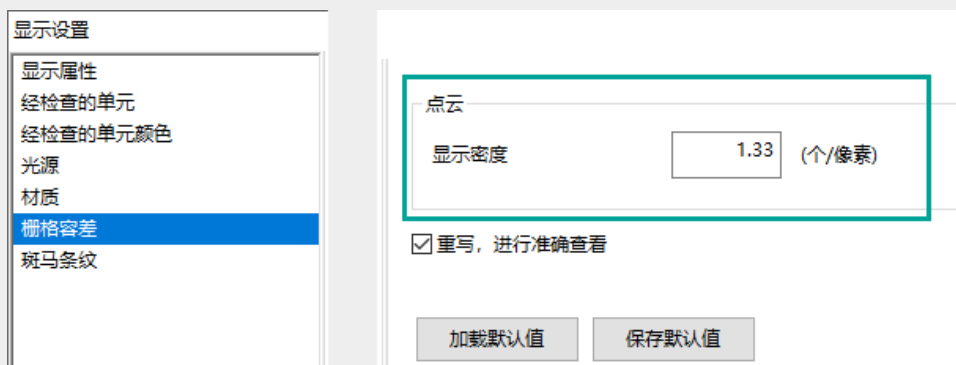 显示设置
显示属性
经检查的单元
经检查的单元颜色
光源
材质
栅格容差
斑马条纹
点云
显示密度 1.33 (个/像素)
重写，进行准确查看
加载默认值 保存默认值